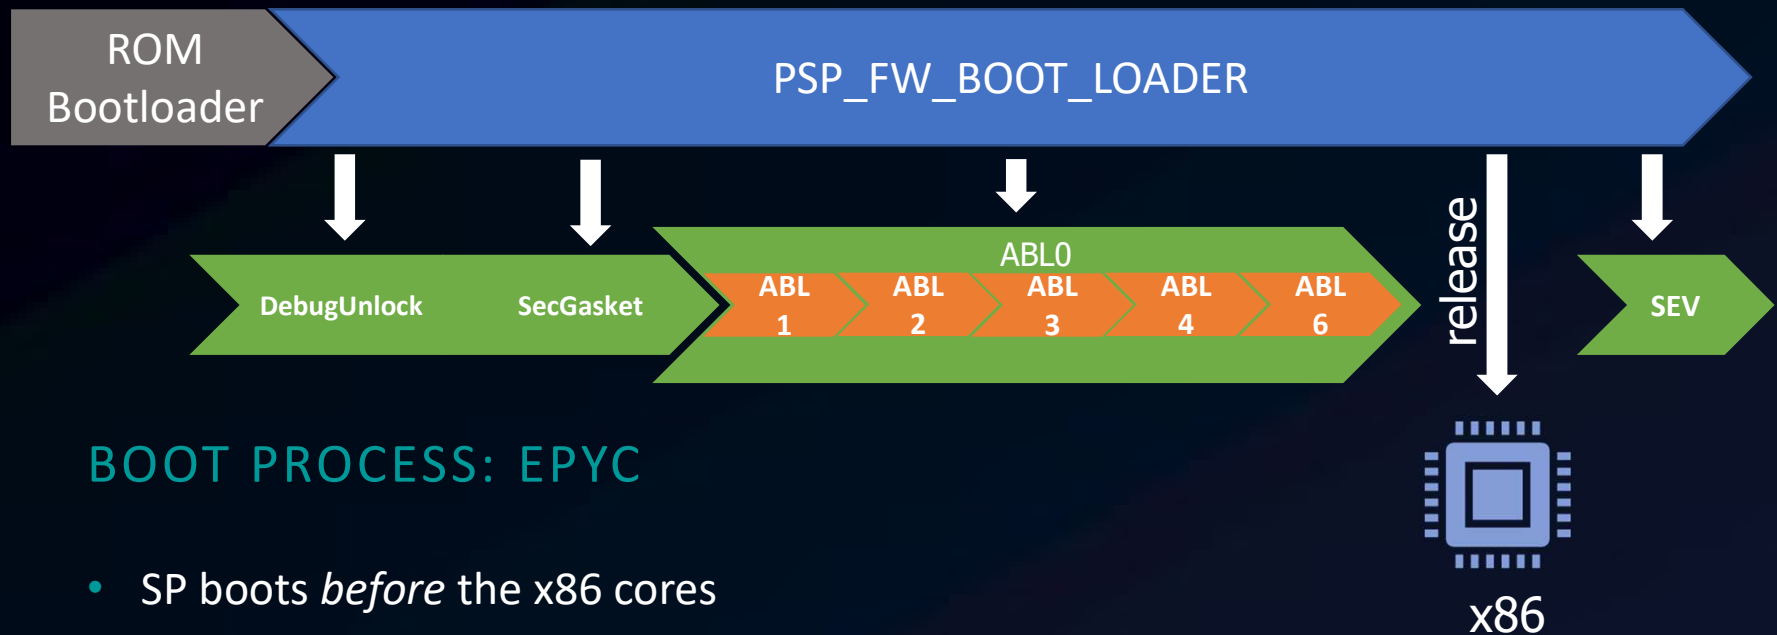 ROM
Bootloader
PSP_FW_BOOT_LOADER
DebugUnlock
SecGasket
ABL0
ABL
1
ABL
2
ABL
3
ABL
4
ABL
6
release
SEV
BOOT PROCESS: EPYC
• SP boots before the x86 cores
x86